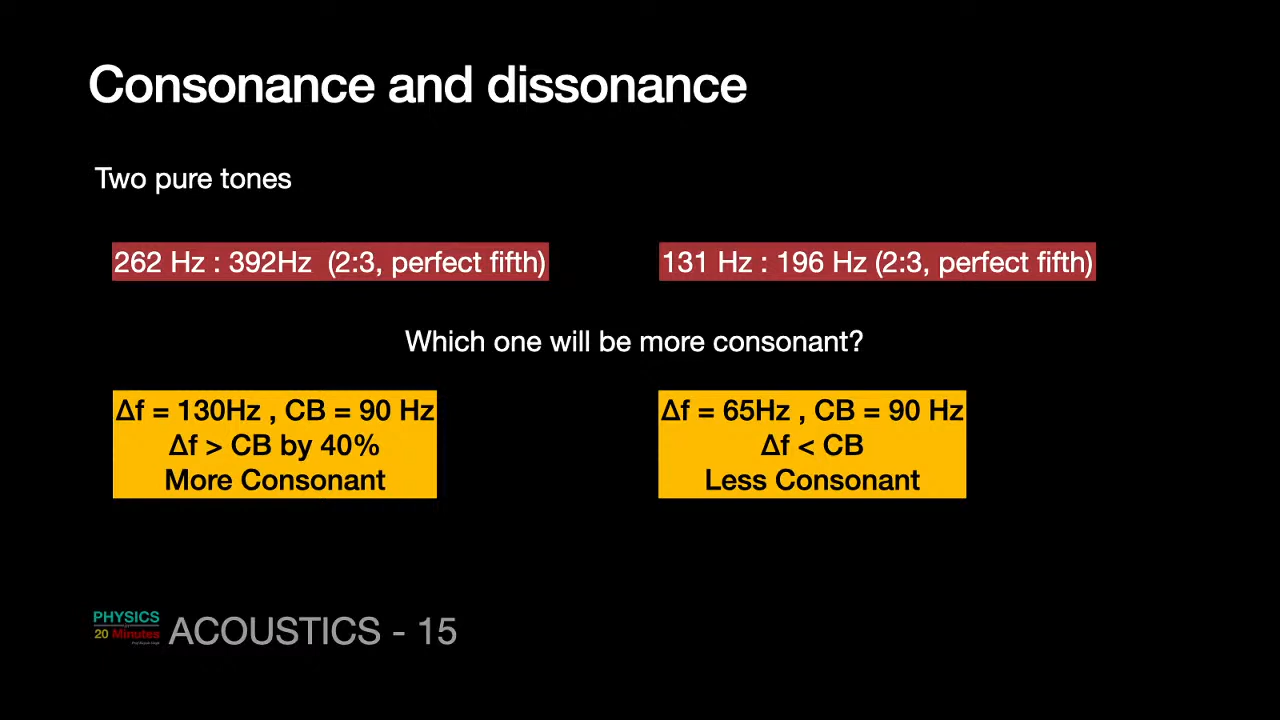 Consonance and dissonance
Two pure tones
262 Hz : 392Hz  (2:3, perfect fifth)
131 Hz : 196 Hz (2:3, perfect fifth)
Which one will be more consonant?
Δf = 130Hz , CB = 90 Hz
Δf > CB by 40%
More Consonant
Δf = 65Hz , CB = 90 Hz
Δf < CB
Less Consonant
PHYSICS
20 Minutes
ACOUSTICS - 15